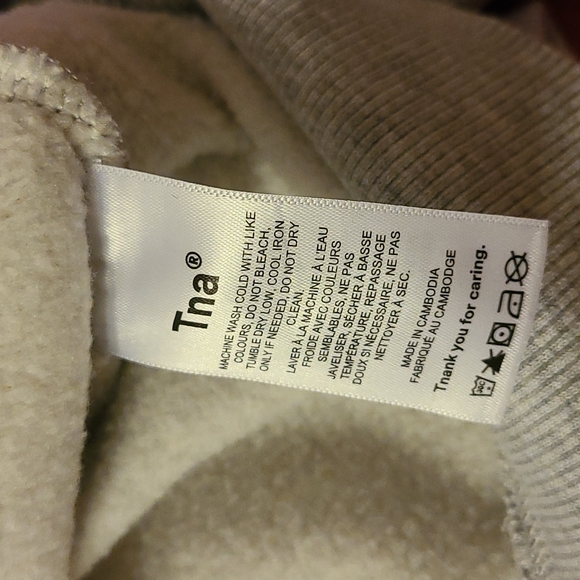 Tna®
MACHINE WASH COLD WITH LIKE
COLOURS, DO NOT BLEACH,
TUMBLE DRY LOW, COOL IRON
ONLY IF NEEDED, DO NOT DRY
CLEAN
LAVER À LA MACHINE À L'EAU
FROIDE AVEC COULEURS
SEMBLABLES, NE PAS
JAVELLISER, SÉCHER À BASSE
TEMPÉRATURE, REPASSAGE
DOUX SI NÉCESSAIRE, NE PAS
NETTOYER À SEC.
MADE IN CAMBODIA
FABRIQUÉ AU CAMBODGE
Tnank you for caring.